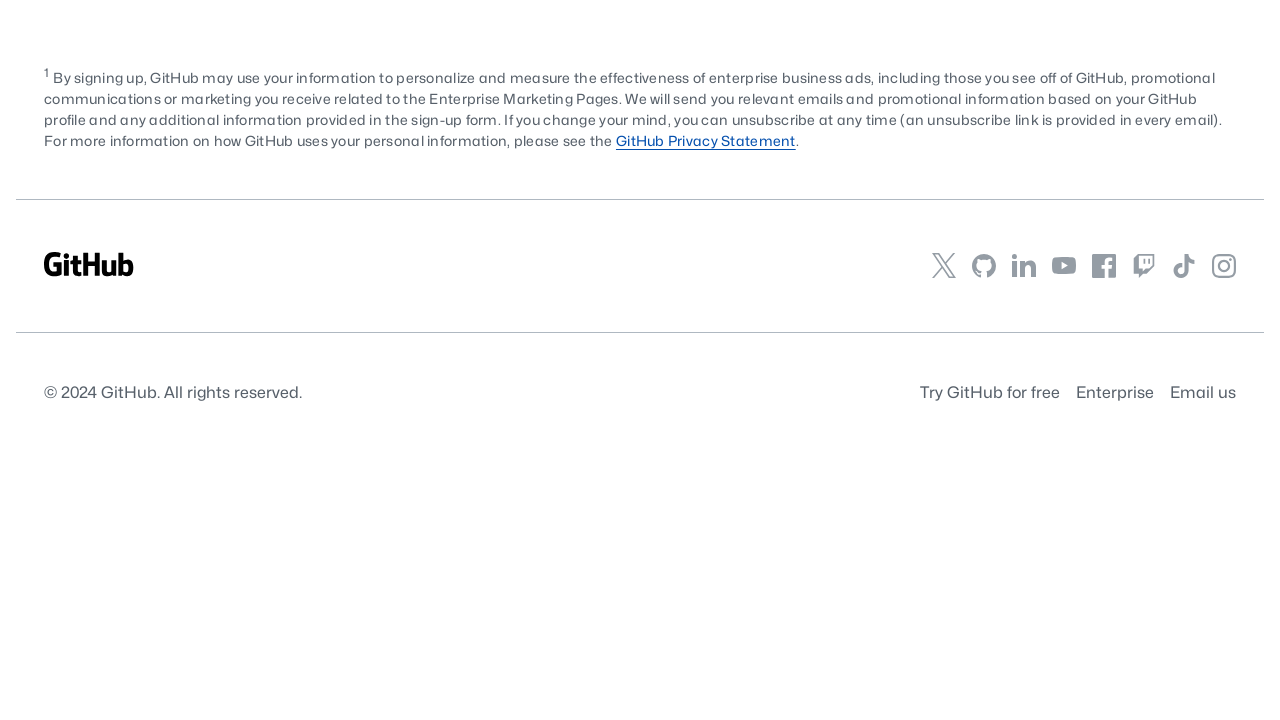 1 By signing up, GitHub may use your information to personalize and measure the effectiveness of enterprise business ads, including those you see off of GitHub, promotional
communications or marketing you receive related to the Enterprise Marketing Pages. We will send you relevant emails and promotional information based on your GitHub
profile and any additional information provided in the sign-up form. If you change your mind, you can unsubscribe at any time (an unsubscribe link is provided in every email).
For more information on how GitHub uses your personal information, please see the GitHub Privacy Statement.
GitHub
© 2024 GitHub. All rights reserved.
Try GitHub for free Enterprise Email us